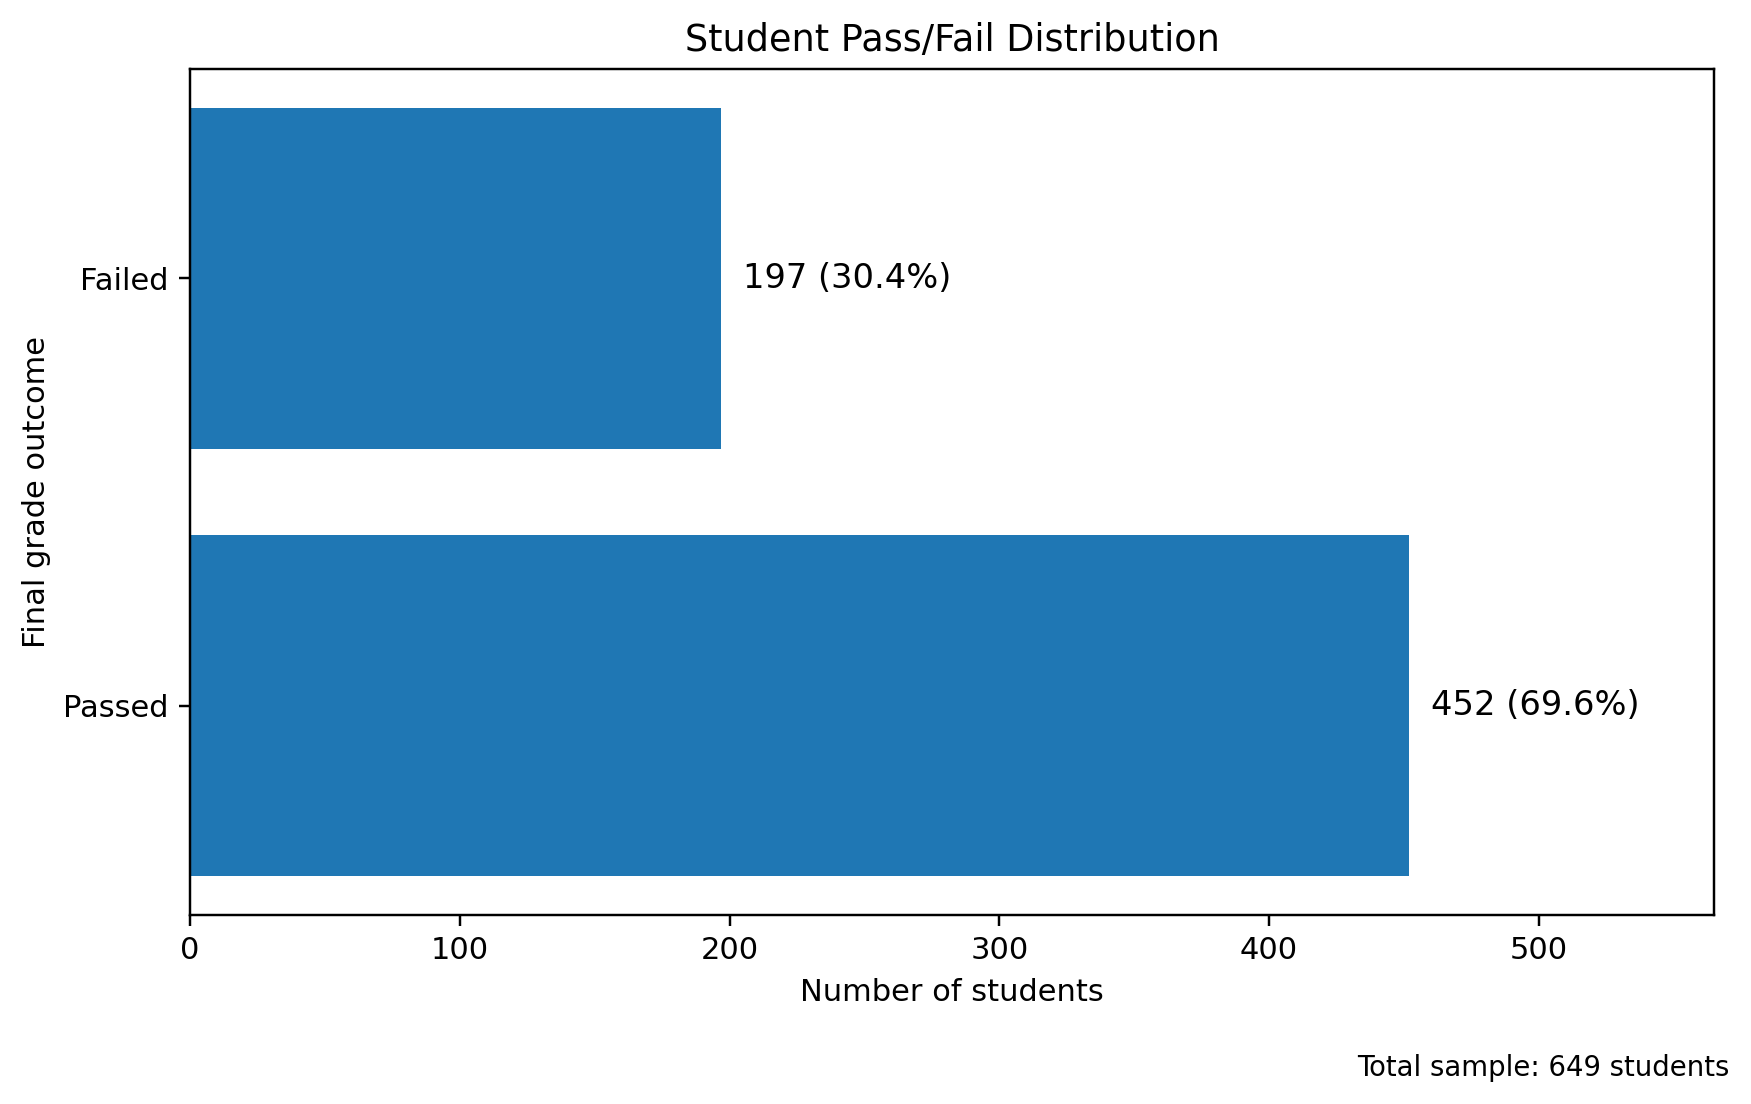 Student Pass/Fail Distribution
Final grade outcome
Failed
197 (30.4%)
Passed
452 (69.6%)
0 100 200 300 400 500
Number of students
Total sample: 649 students